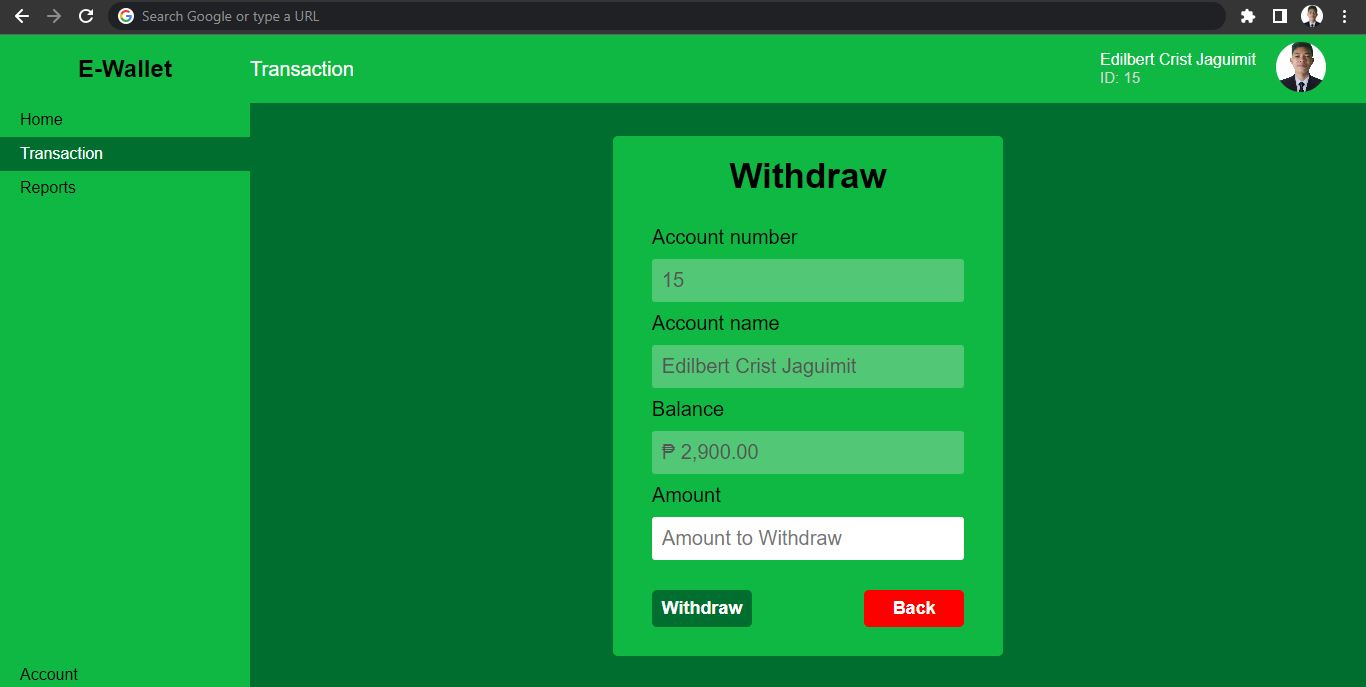 Search Google or type a URL
E-Wallet
Transaction
Edilbert Crist Jaguimit
ID: 15
Home
Transaction
Reports
Account
Withdraw
Account number
15
Account name
Edilbert Crist Jaguimit
Balance
₱ 2,900.00
Amount
Amount to Withdraw
Withdraw
Back